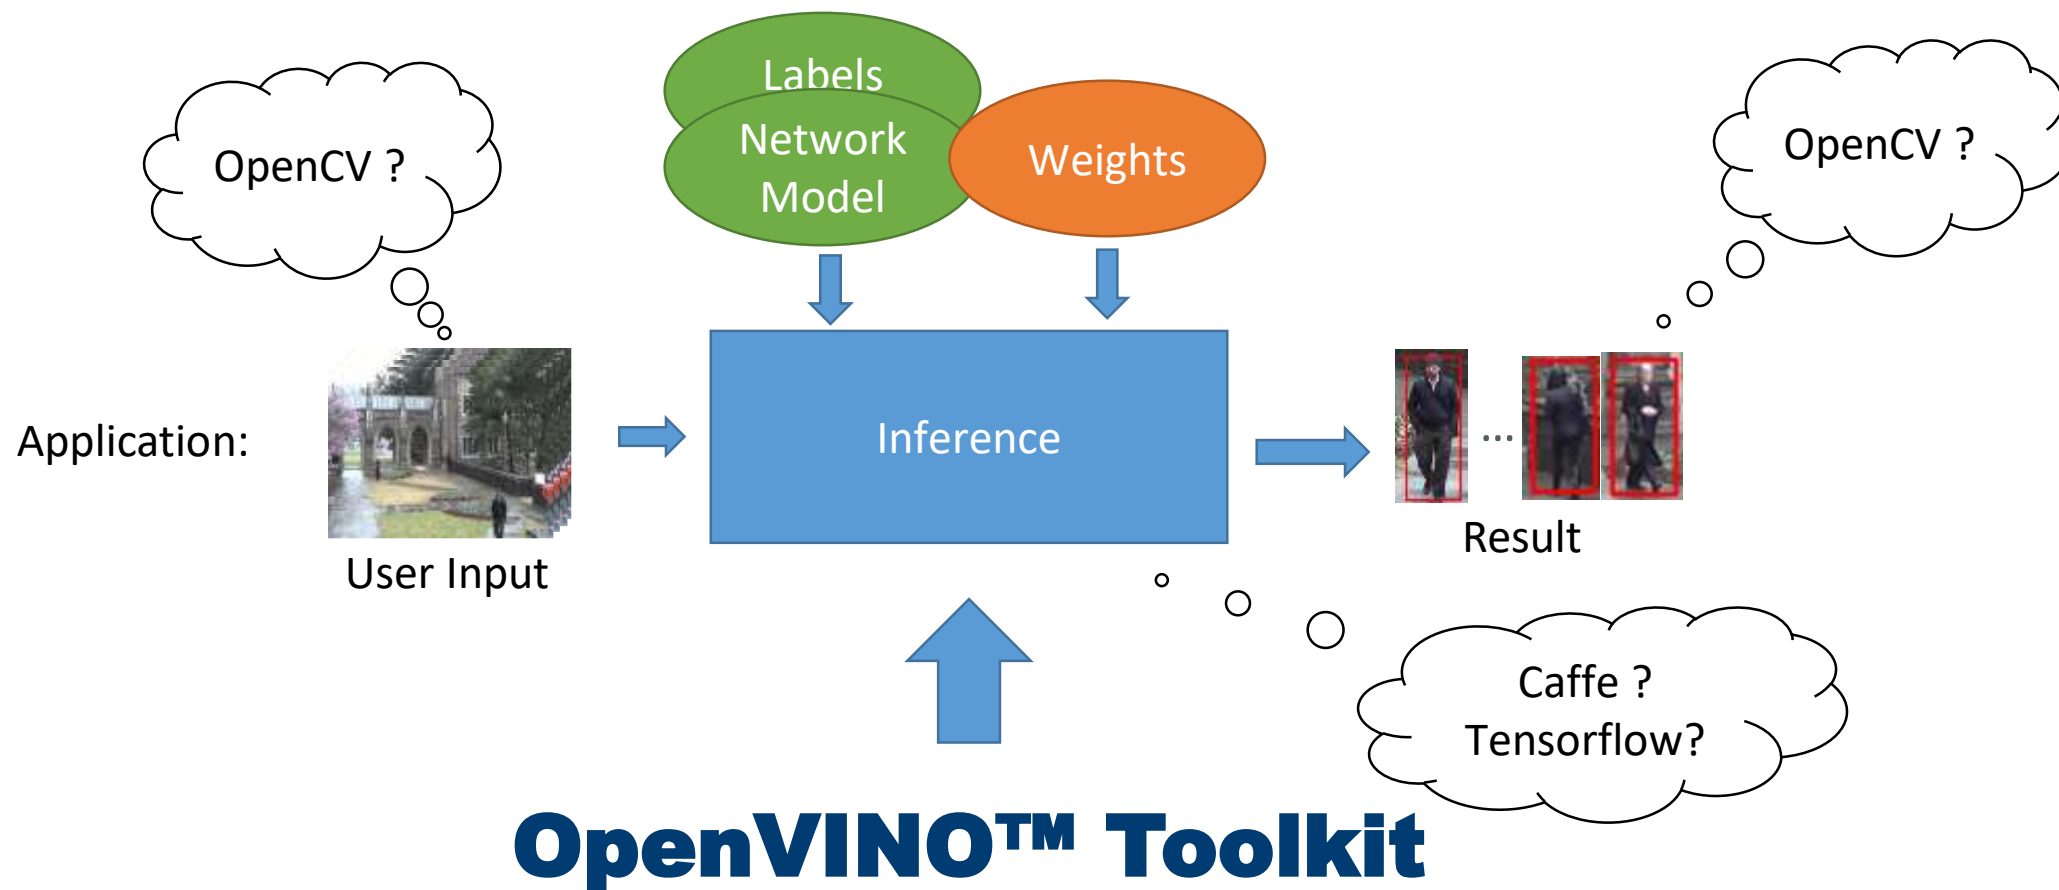 Labels
Network
Model
Weights
OpenCV ?
OpenCV ?
Application:
User Input
Inference
...
Result
Caffe ?
Tensorflow?
OpenVINO™ Toolkit